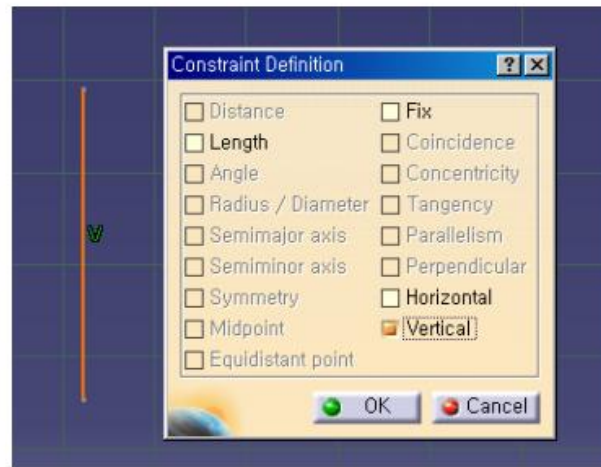 Constraint Definition
Distance
Fix
Length
Coincidence
Angle
Concentricity
Radius / Diameter
Tangency
Semimajor axis
Parallelism
Semiminor axis
Perpendicular
Symmetry
Horizontal
Midpoint
Vertical
Equidistant point
OK
Cancel
V